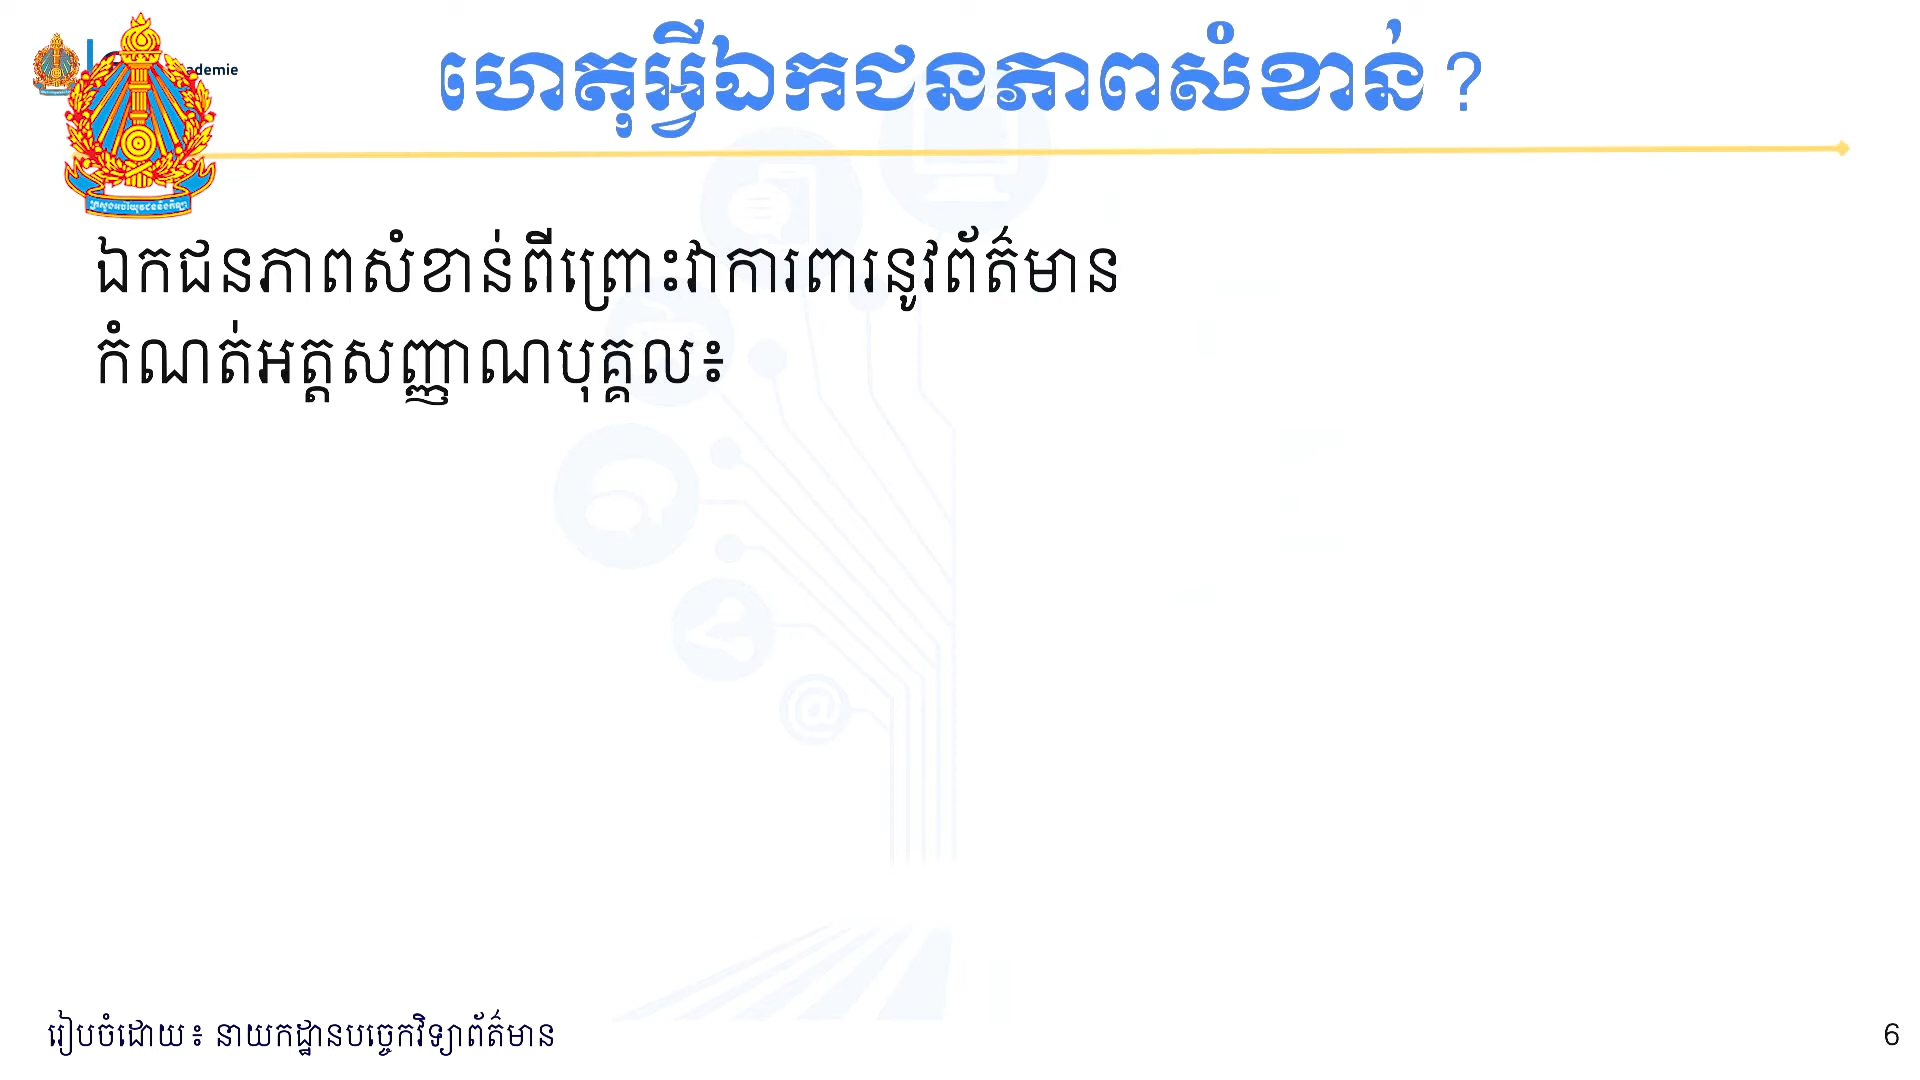 ademie
ហេតុអ្វីឯកជនភាពសំខាន់?
ឯកជនភាពសំខាន់ពីព្រោះវាការពារនូវព័ត៌មាន
កំណត់អត្តសញ្ញាណបុគ្គល៖
រៀបចំដោយ៖ នាយកដ្ឋានបច្ចេកវិទ្យាព័ត៌មាន
6